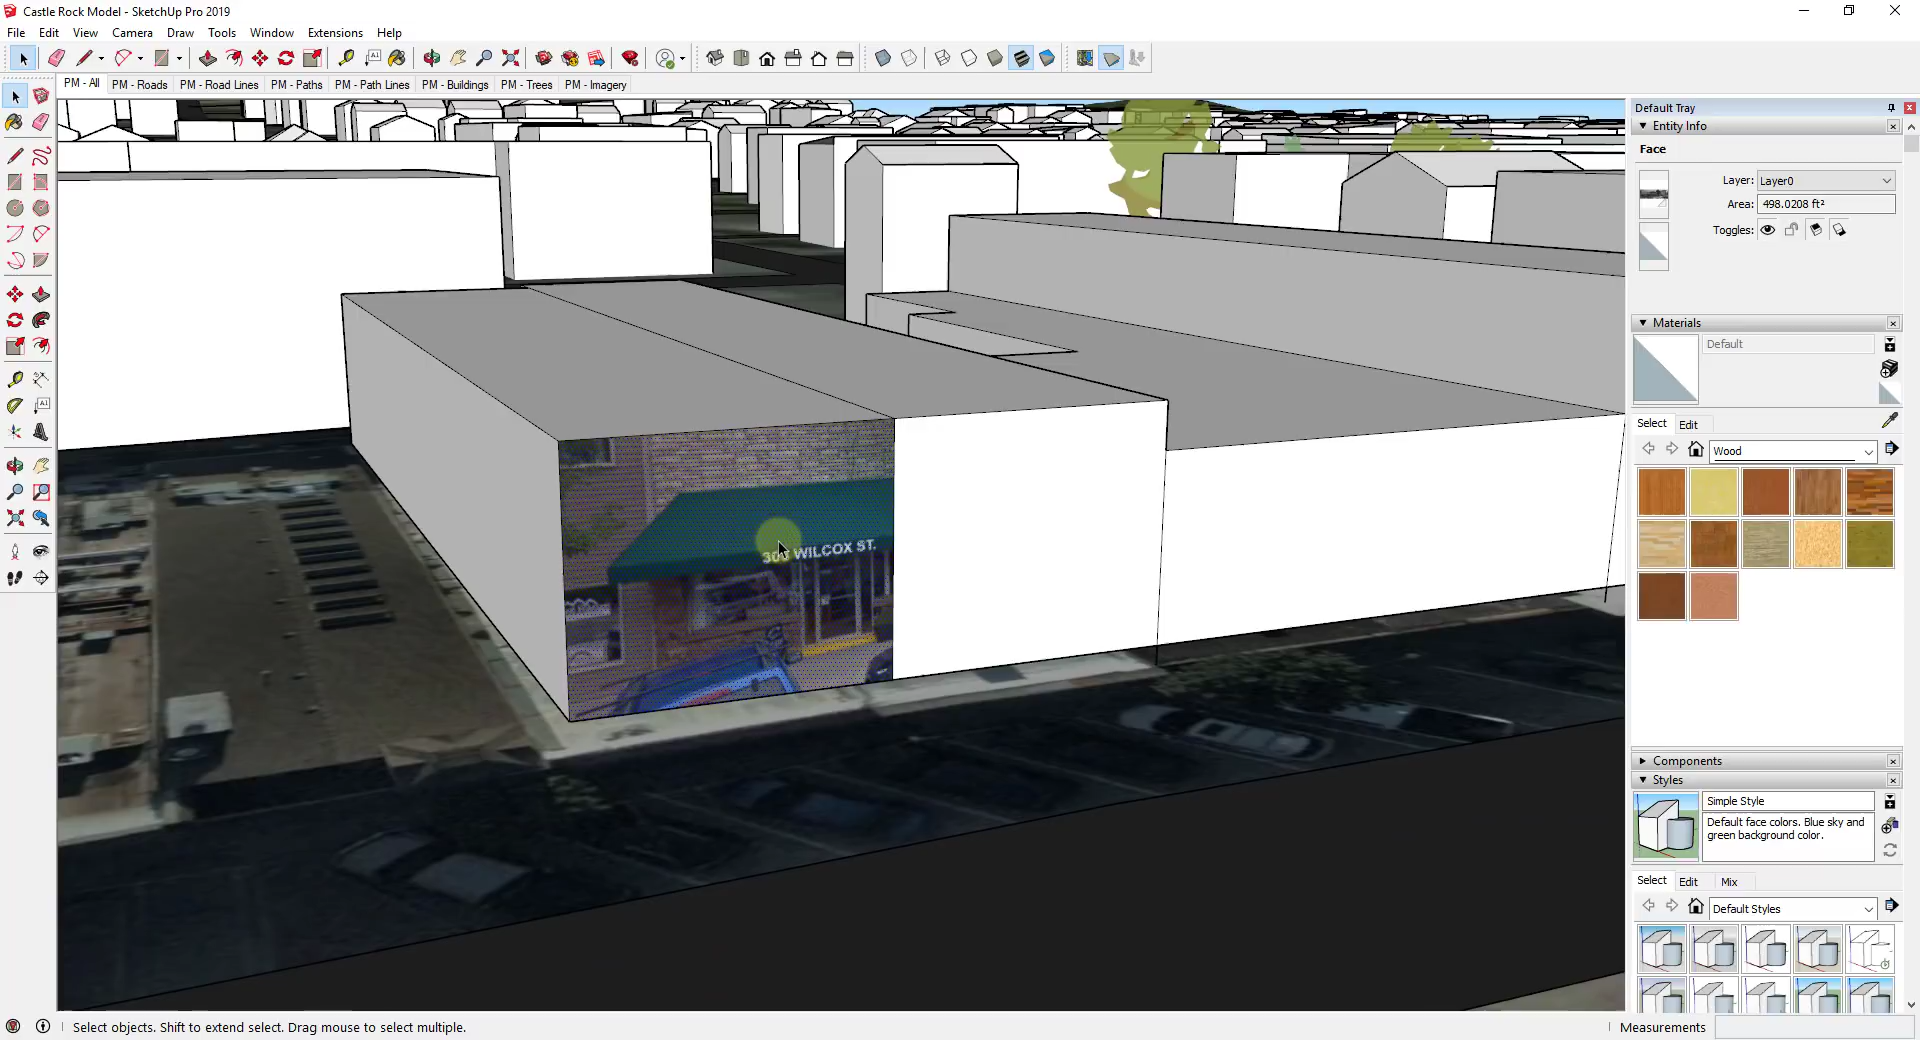 Castle Rock Model - SketchUp Pro 2019
File Edit View Camera Draw Tools Window Extensions Help
PM - All PM - Roads PM - Road Lines PM - Paths PM - Path Lines PM - Buildings PM - Trees PM - Imagery
Default Tray
Entity Info
Face
Layer: Layer0
Area: 498.0208 ft²
Toggles:
Materials
Default
Select Edit
Wood
WILCOX ST.
Components
Styles
Simple Style
Default face colors. Blue sky and
green background color.
Select Edit Mix
Default Styles
Select objects. Shift to extend select. Drag mouse to select multiple.
Measurements